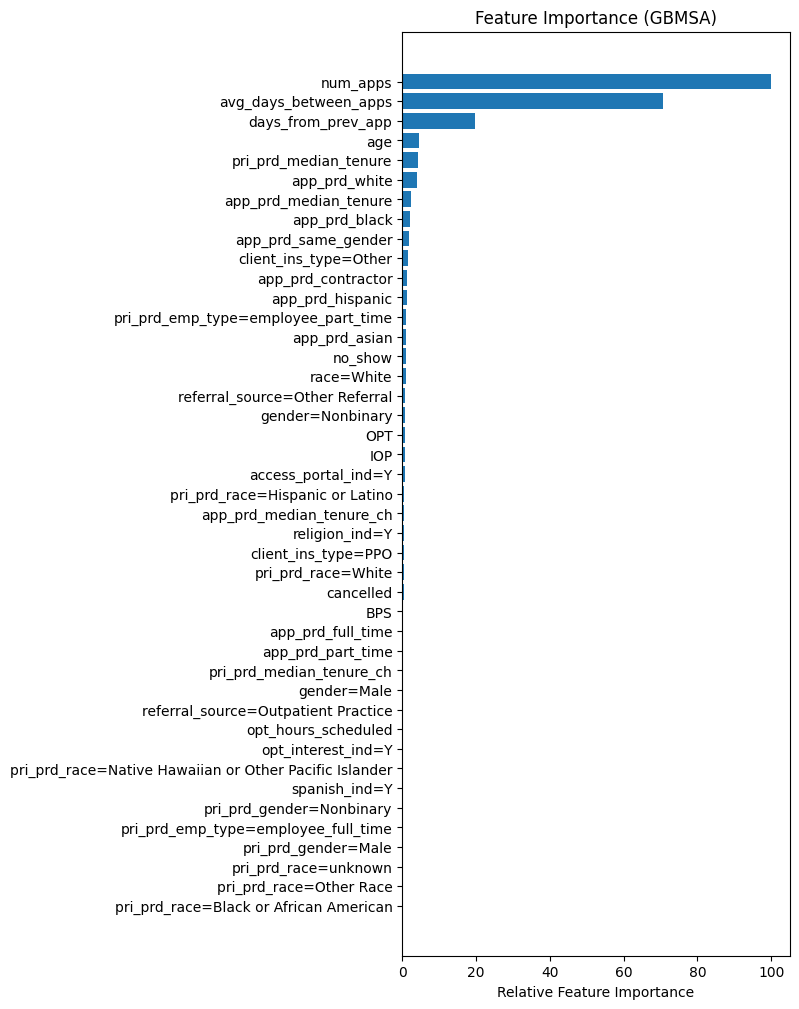 Feature Importance (GBMSA)
num_apps
avg_days_between_apps
days_from_prev_app
age
pri_prd_median_tenure
app_prd_white
app_prd_median_tenure
app_prd_black
app_prd_same_gender
client_ins_type=Other
app_prd_contractor
app_prd_hispanic
pri_prd_emp_type=employee_part_time
app_prd_asian
no_show
race=White
referral_source=Other Referral
gender=Nonbinary
OPT
IOP
access_portal_ind=Y
pri_prd_race=Hispanic or Latino
app_prd_median_tenure_ch
religion_ind=Y
client_ins_type=PPO
pri_prd_race=White
cancelled
BPS
app_prd_full_time
app_prd_part_time
pri_prd_median_tenure_ch
gender=Male
referral_source=Outpatient Practice
opt_hours_scheduled
opt_interest_ind=Y
pri_prd_race=Native Hawaiian or Other Pacific Islander
spanish_ind=Y
pri_prd_gender=Nonbinary
pri_prd_emp_type=employee_full_time
pri_prd_gender=Male
pri_prd_race=unknown
pri_prd_race=Other Race
pri_prd_race=Black or African American
0 20 40 60 80 100
Relative Feature Importance